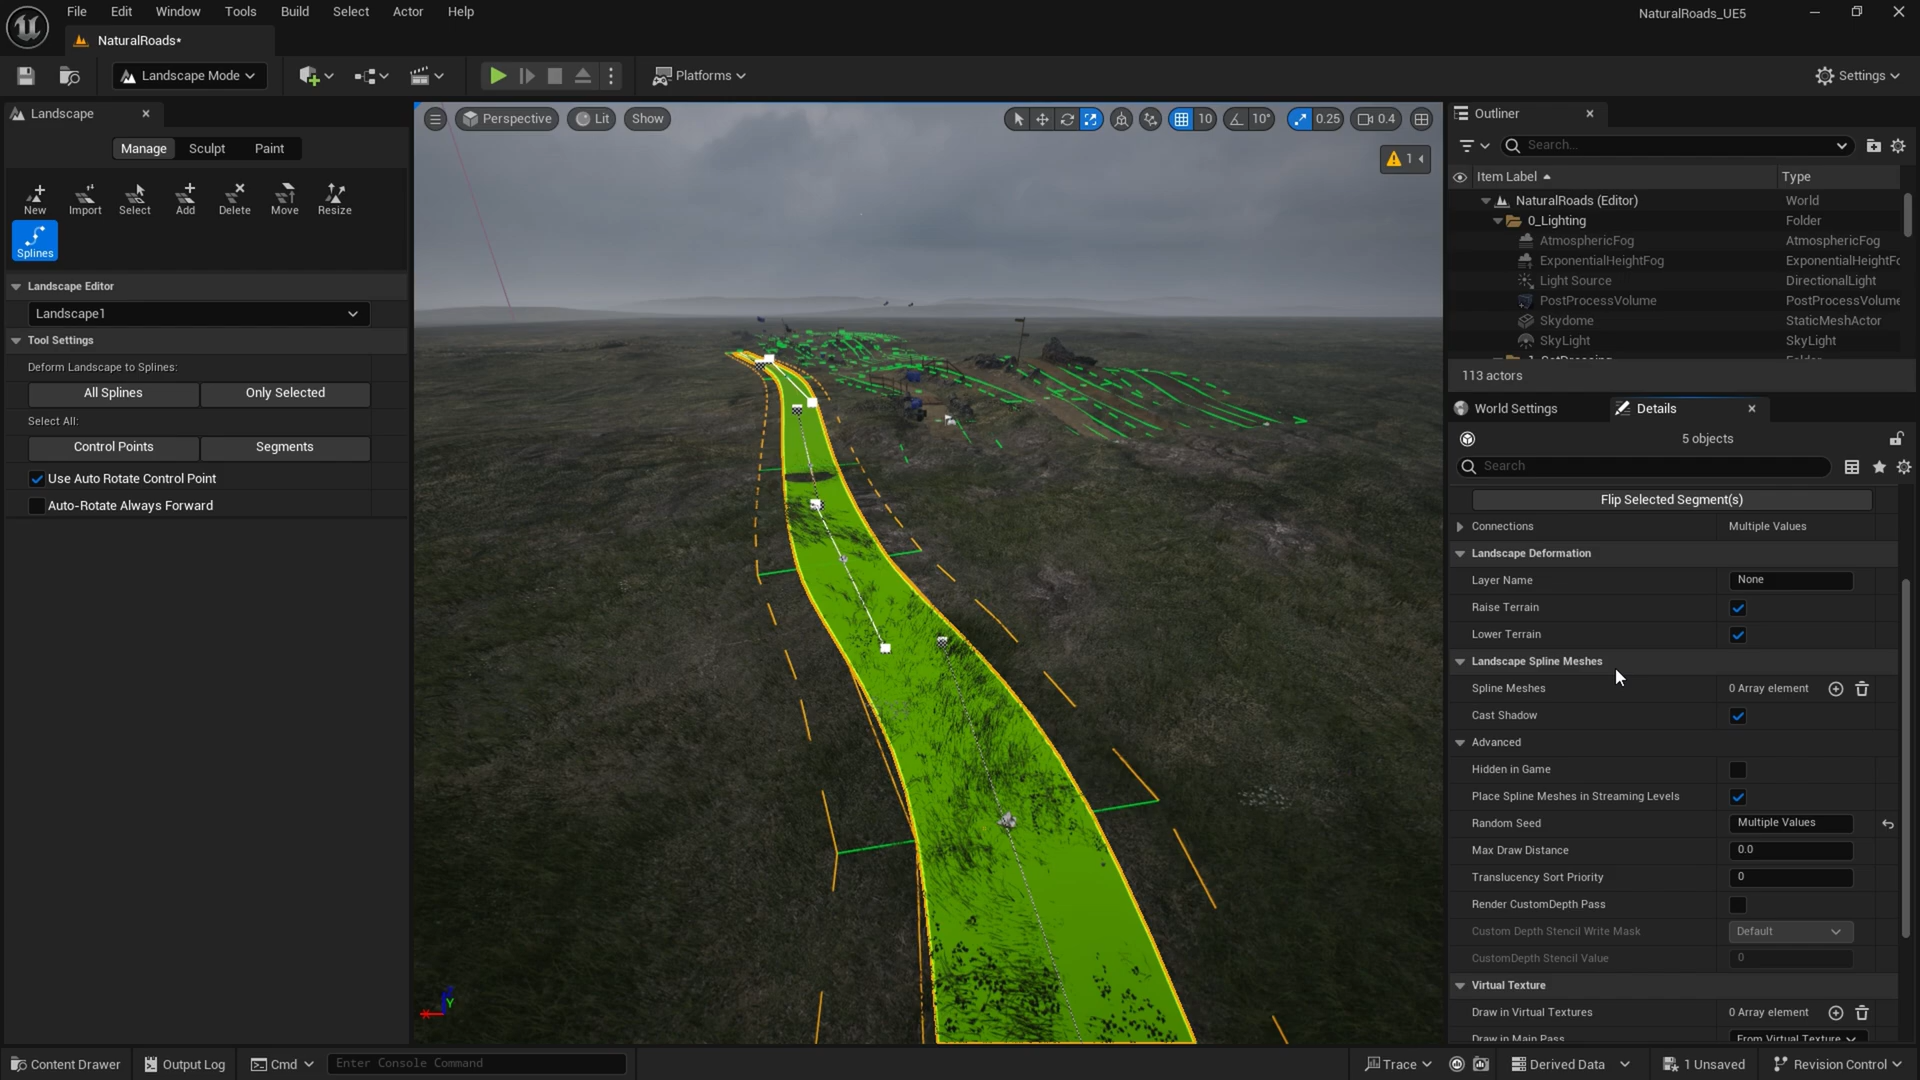 File Edit Window Tools Build Select Actor Help
NaturalRoads_UE5
NaturalRoads*
Landscape Mode
Platforms
Settings
Landscape
Manage Sculpt Paint
New Import Select Add Delete Move Resize
Splines
Landscape Editor
Landscape1
Tool Settings
Deform Landscape to Splines:
All Splines Only Selected
Select All:
Control Points Segments
Use Auto Rotate Control Point
Auto-Rotate Always Forward
Perspective Lit Show
10 10° 0.25 0.4
1
Y
Outliner
Search...
Item Label Type
NaturalRoads (Editor) World
0_Lighting Folder
AtmosphericFog AtmosphericFog
ExponentialHeightFog ExponentialHeightFo
Light Source DirectionalLight
PostProcessVolume PostProcessVolume
Skydome StaticMeshActor
SkyLight SkyLight
113 actors
World Settings Details
5 objects
Search
Flip Selected Segment(s)
Connections Multiple Values
Landscape Deformation
Layer Name None
Raise Terrain
Lower Terrain
Landscape Spline Meshes
Spline Meshes 0 Array element
Cast Shadow
Advanced
Hidden in Game
Place Spline Meshes in Streaming Levels
Random Seed Multiple Values
Max Draw Distance 0.0
Translucency Sort Priority 0
Render CustomDepth Pass
Custom Depth Stencil Write Mask Default
CustomDepth Stencil Value 0
Virtual Texture
Draw in Virtual Textures 0 Array element
Draw in Main Pass From Virtual Texture
Content Drawer Output Log Cmd Enter Console Command
Trace Derived Data 1 Unsaved Revision Control